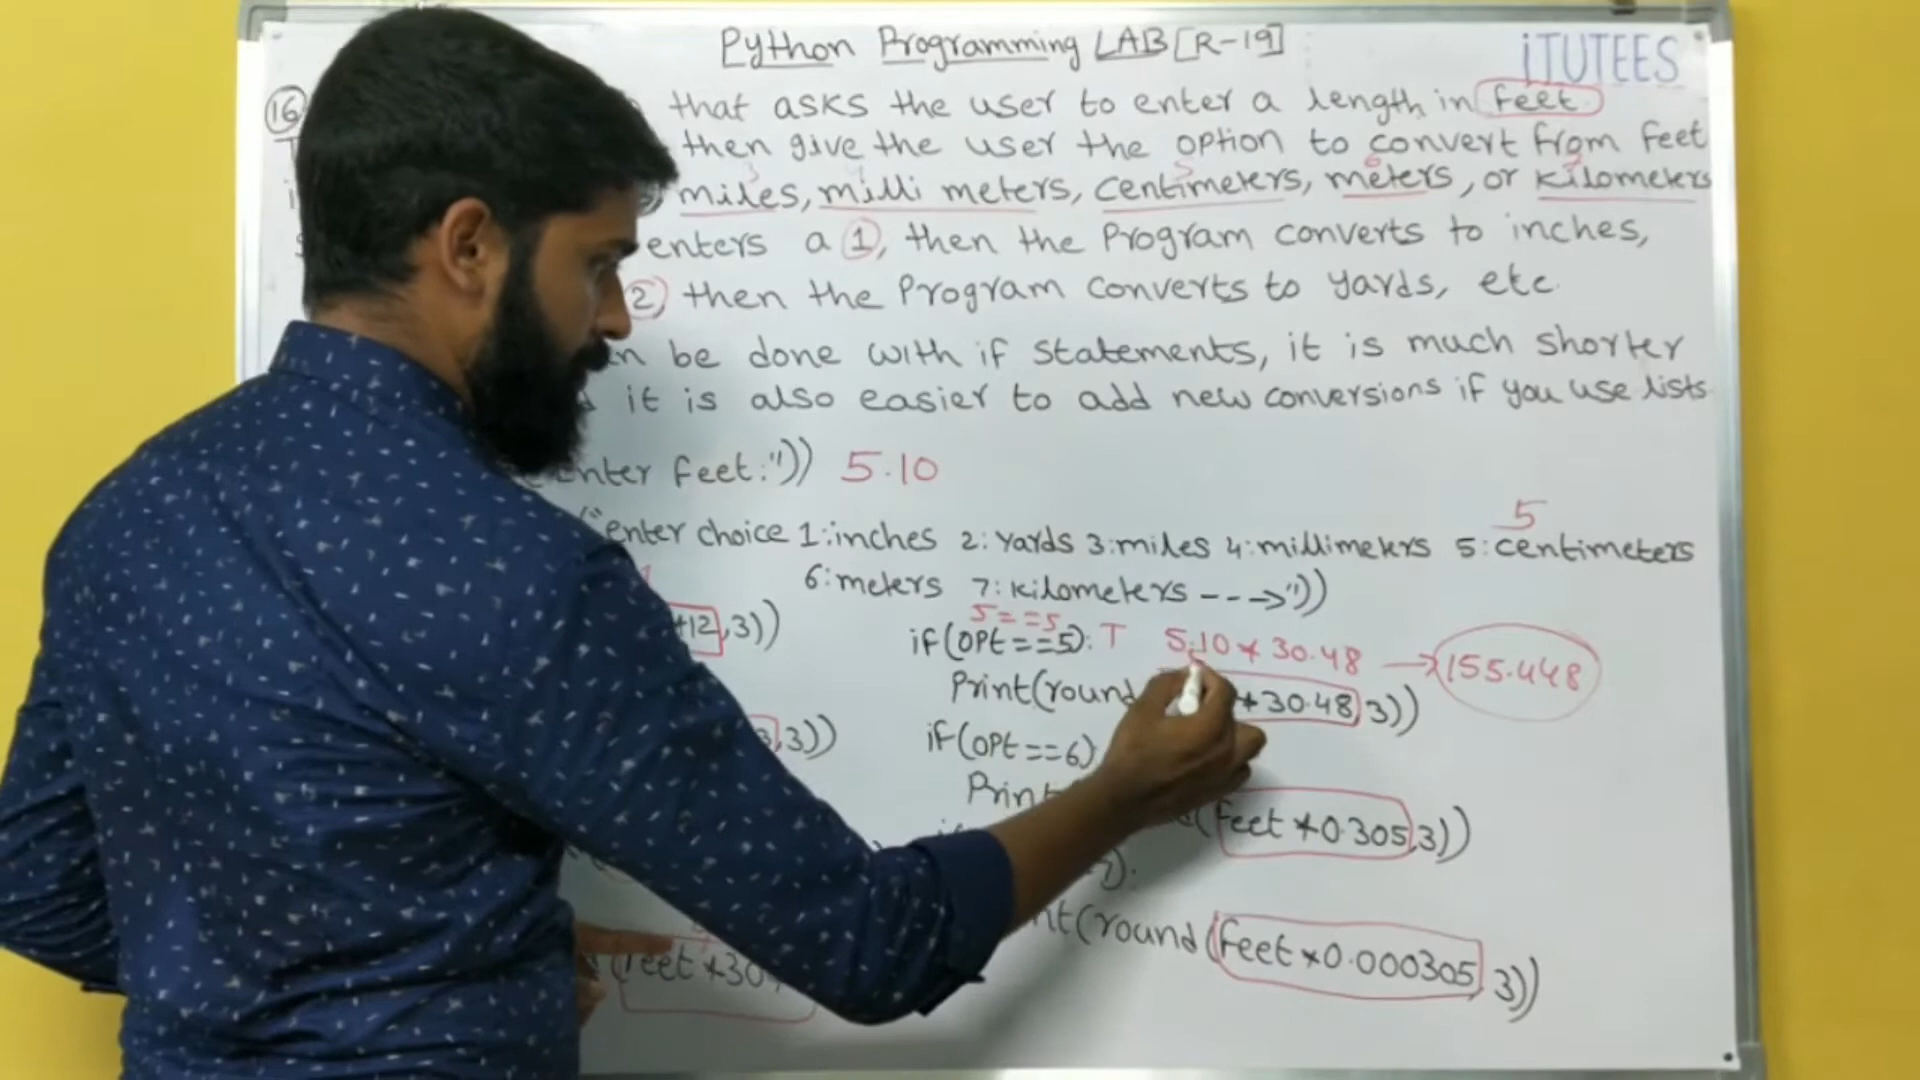 Python Programming LAB [R-19]
iTUTEES
16 that asks the user to enter a length in feet.
then give the user the option to convert from feet
miles, milli meters, centimeters, meters, or kilometers
enters a 1, then the Program converts to inches,
2) then the Program converts to yards, etc.
be done with if statements, it is much shorter
it is also easier to add new conversions if you use lists
enter feet:")) 5.10
5
("enter choice 1:inches 2: yards 3:miles 4:millimeters 5:centimeters
6:meters 7:kilometers --->"))
*12,3))
5==5
if(opt==5): T 5.10*30.48 → 155.448
Print(round *30.48,3))
,3))
if(opt==6)
Print (feet*0.305,3))
7):
(round(feet*0.000305,3))
feet*30